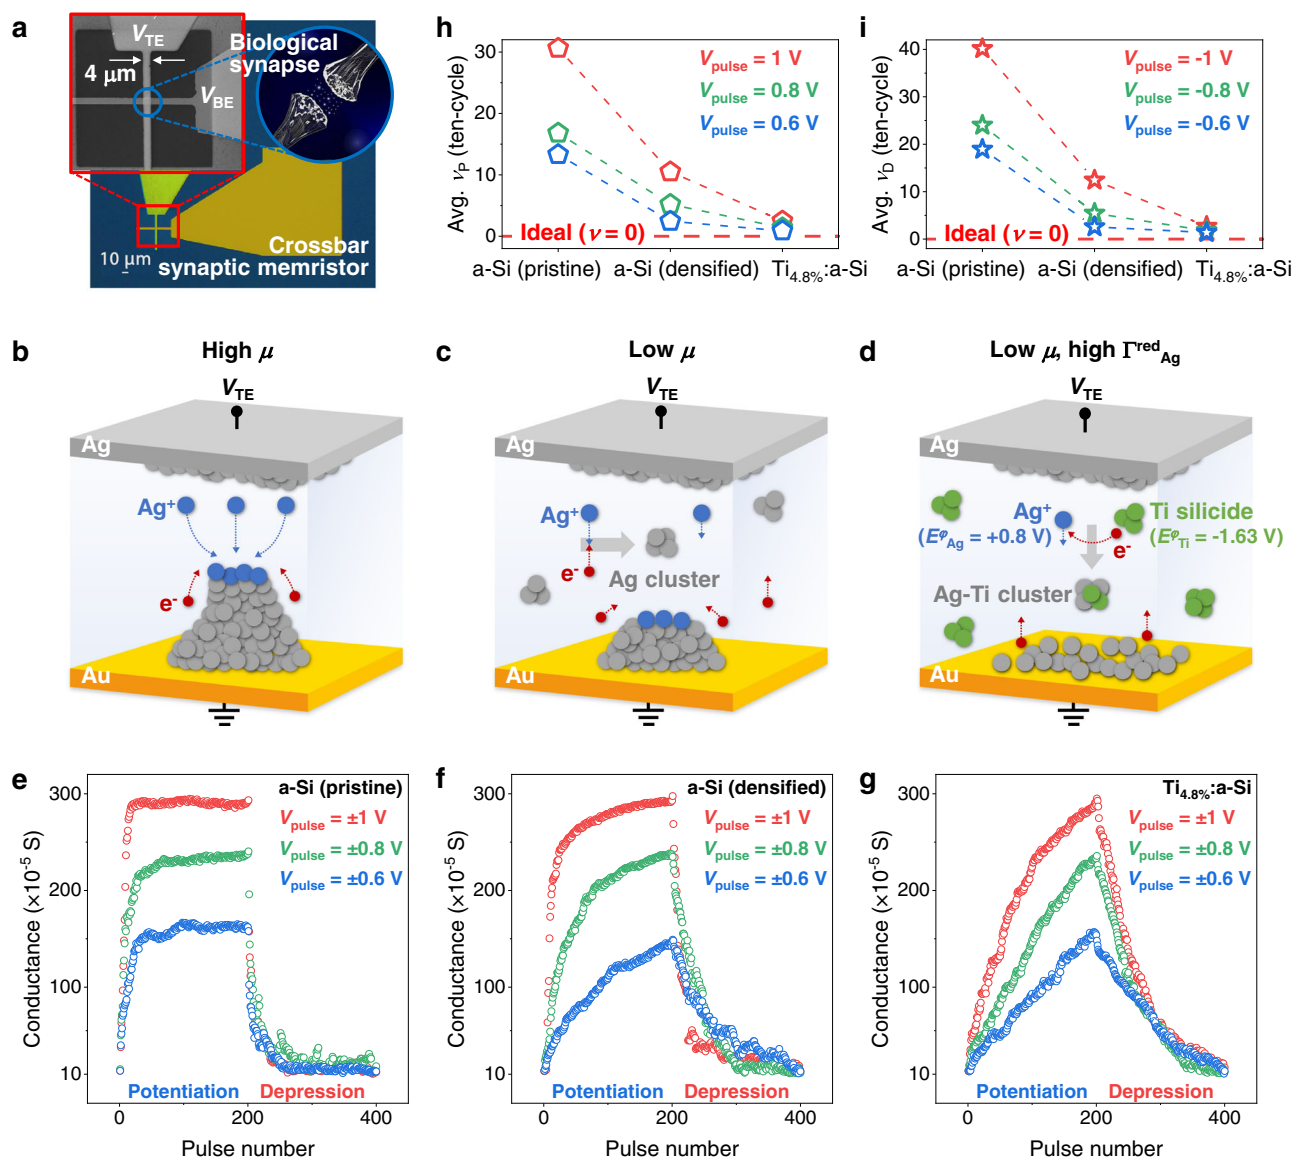 a
V_TE
4 μm
V_BE
Biological
synapse
10 μm
Crossbar
synaptic memristor
h
Avg. ν_P (ten-cycle)
30
20
10
0
V_pulse = 1 V
V_pulse = 0.8 V
V_pulse = 0.6 V
Ideal (ν = 0)
a-Si (pristine)
a-Si (densified)
Ti_4.8%:a-Si
i
Avg. ν_D (ten-cycle)
40
30
20
10
0
V_pulse = -1 V
V_pulse = -0.8 V
V_pulse = -0.6 V
Ideal (ν = 0)
a-Si (pristine)
a-Si (densified)
Ti_4.8%:a-Si
b
High μ
V_TE
Ag
Ag⁺
e⁻
Au
c
Low μ
V_TE
Ag
Ag⁺
e⁻
Ag cluster
Au
d
Low μ, high Γ^red_Ag
V_TE
Ag
Ag⁺
(E^φ_Ag = +0.8 V)
Ti silicide
(E^φ_Ti = -1.63 V)
e⁻
Ag-Ti cluster
Au
e
a-Si (pristine)
V_pulse = ±1 V
V_pulse = ±0.8 V
V_pulse = ±0.6 V
Conductance (×10⁻⁵ S)
300
200
100
10
Potentiation
Depression
0
200
400
Pulse number
f
a-Si (densified)
V_pulse = ±1 V
V_pulse = ±0.8 V
V_pulse = ±0.6 V
Conductance (×10⁻⁵ S)
300
200
100
10
Potentiation
Depression
0
200
400
Pulse number
g
Ti_4.8%:a-Si
V_pulse = ±1 V
V_pulse = ±0.8 V
V_pulse = ±0.6 V
Conductance (×10⁻⁵ S)
300
200
100
10
Potentiation
Depression
0
200
400
Pulse number